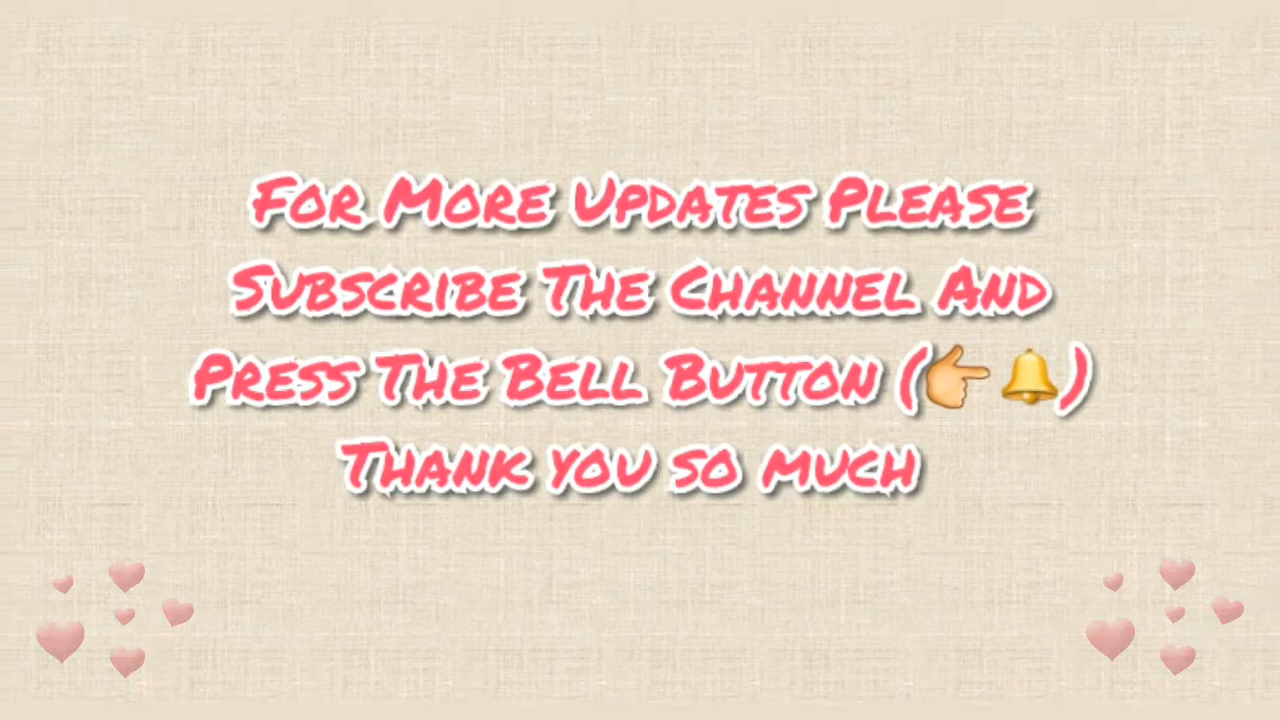 For More Updates Please
Subscribe The Channel And
Press The Bell Button (👉🔔)
Thank you so much